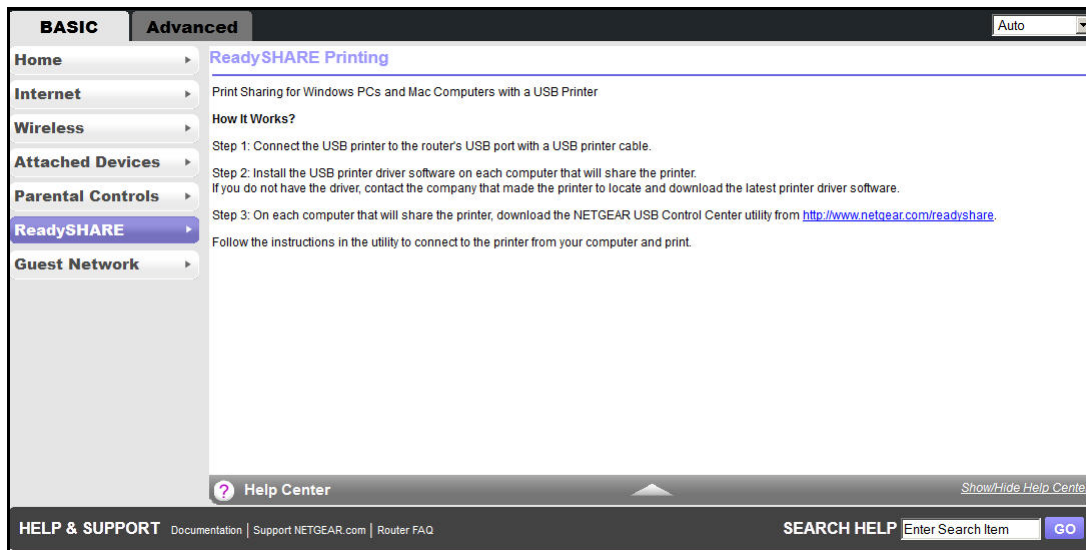 BASIC
Advanced
Auto
Home
Internet
Wireless
Attached Devices
Parental Controls
ReadySHARE
Guest Network
ReadySHARE Printing
Print Sharing for Windows PCs and Mac Computers with a USB Printer
How It Works?
Step 1: Connect the USB printer to the router's USB port with a USB printer cable.
Step 2: Install the USB printer driver software on each computer that will share the printer.
If you do not have the driver, contact the company that made the printer to locate and download the latest printer driver software.
Step 3: On each computer that will share the printer, download the NETGEAR USB Control Center utility from http://www.netgear.com/readyshare.
Follow the instructions in the utility to connect to the printer from your computer and print.
? Help Center
Show/Hide Help Cente
HELP & SUPPORT Documentation | Support NETGEAR.com | Router FAQ
SEARCH HELP Enter Search Item GO